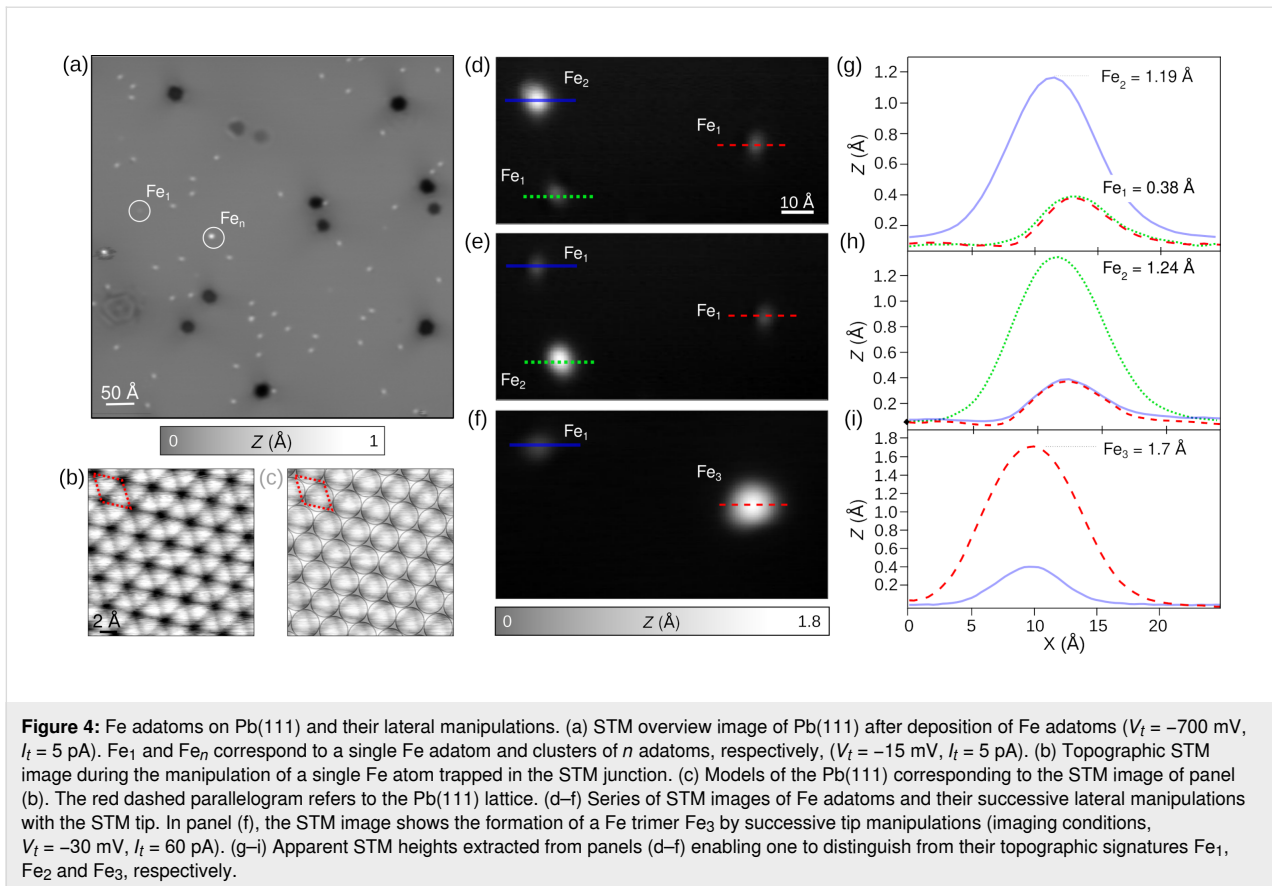 (a)
Fe1
Fen
50 Å
0 Z (Å) 1
(b)
2 Å
(c)
(d)
Fe2
Fe1
Fe1
10 Å
(e)
Fe1
Fe1
Fe2
(f)
Fe1
Fe3
0 Z (Å) 1.8
(g)
1.2
1.0
0.8
0.6
0.4
0.2
Z (Å)
Fe2 = 1.19 Å
Fe1 = 0.38 Å
(h)
1.2
1.0
0.8
0.6
0.4
0.2
Z (Å)
Fe2 = 1.24 Å
(i)
1.8
1.6
1.4
1.2
1.0
0.8
0.6
0.4
0.2
Z (Å)
Fe3 = 1.7 Å
0 5 10 15 20
X (Å)
Figure 4: Fe adatoms on Pb(111) and their lateral manipulations. (a) STM overview image of Pb(111) after deposition of Fe adatoms (Vt = −700 mV,
It = 5 pA). Fe1 and Fen correspond to a single Fe adatom and clusters of n adatoms, respectively, (Vt = −15 mV, It = 5 pA). (b) Topographic STM
image during the manipulation of a single Fe atom trapped in the STM junction. (c) Models of the Pb(111) corresponding to the STM image of panel
(b). The red dashed parallelogram refers to the Pb(111) lattice. (d–f) Series of STM images of Fe adatoms and their successive lateral manipulations
with the STM tip. In panel (f), the STM image shows the formation of a Fe trimer Fe3 by successive tip manipulations (imaging conditions,
Vt = −30 mV, It = 60 pA). (g–i) Apparent STM heights extracted from panels (d–f) enabling one to distinguish from their topographic signatures Fe1,
Fe2 and Fe3, respectively.